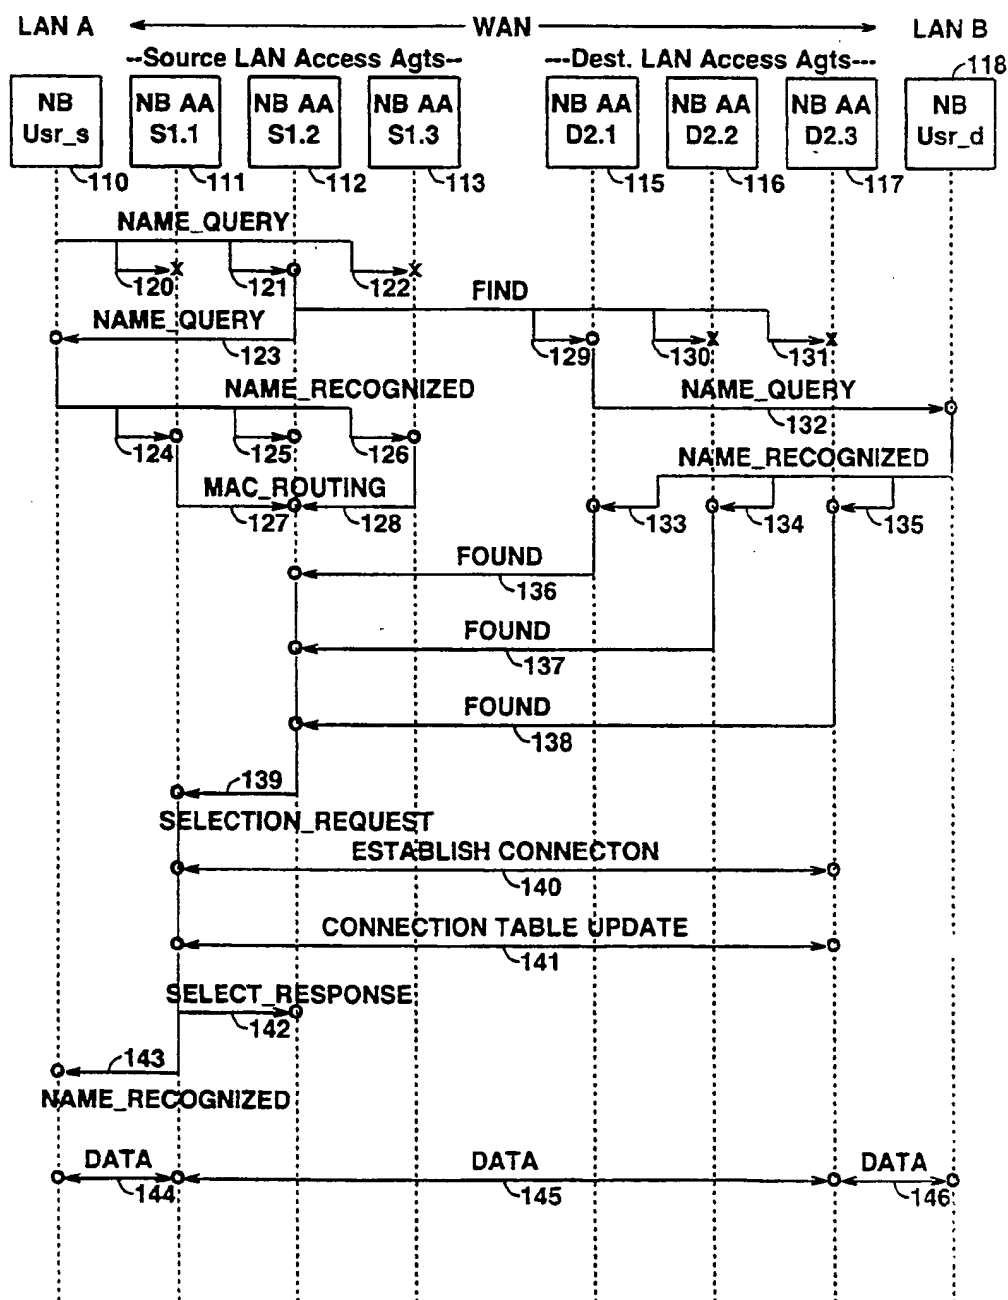 LAN A
WAN
LAN B
--Source LAN Access Agts--
---Dest. LAN Access Agts---
118
NB
Usr_s
NB AA
S1.1
NB AA
S1.2
NB AA
S1.3
NB AA
D2.1
NB AA
D2.2
NB AA
D2.3
NB
Usr_d
110
111
112
113
115
116
117
NAME_QUERY
120
121
122
FIND
NAME_QUERY
123
129
130
131
NAME_RECOGNIZED
NAME_QUERY
132
124
125
126
NAME_RECOGNIZED
MAC_ROUTING
127
128
133
134
135
FOUND
136
FOUND
137
FOUND
138
139
SELECTION_REQUEST
ESTABLISH CONNECTON
140
CONNECTION TABLE UPDATE
141
SELECT_RESPONSE
142
143
NAME_RECOGNIZED
DATA
DATA
DATA
144
145
146